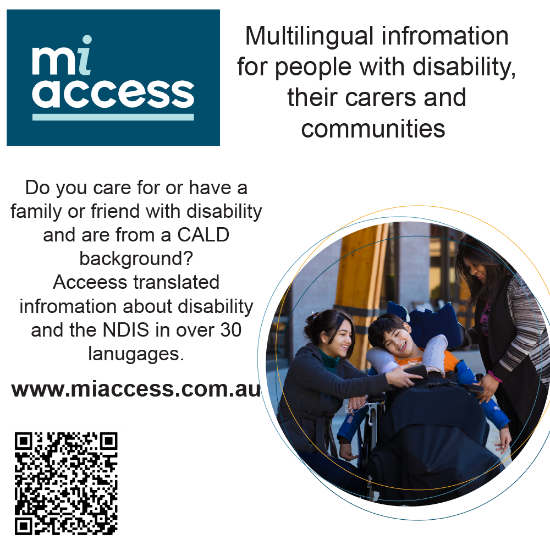 mi
access
Multilingual infromation
for people with disability,
their carers and
communities
Do you care for or have a
family or friend with disability
and are from a CALD
background?
Acceess translated
infromation about disability
and the NDIS in over 30
lanugages.
www.miaccess.com.au